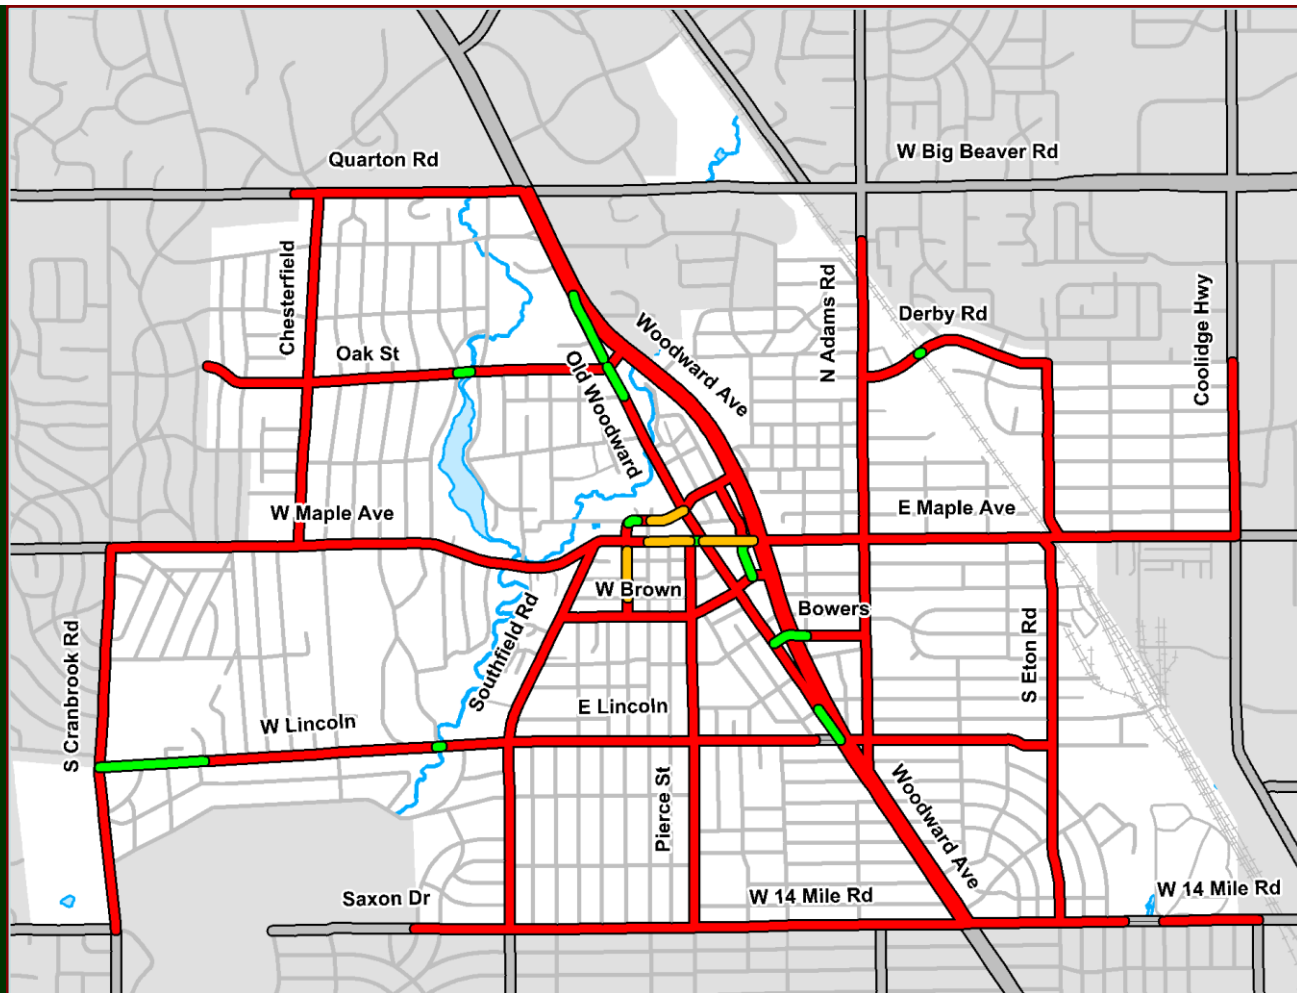 Quarton Rd
W Big Beaver Rd
Chesterfield
N Adams Rd
Coolidge Hwy
Derby Rd
Woodward Ave
Oak St
Old Woodward
W Maple Ave
E Maple Ave
W Brown
Bowers
Southfield Rd
S Cranbrook Rd
S Eton Rd
E Lincoln
W Lincoln
Pierce St
Woodward Ave
Saxon Dr
W 14 Mile Rd
W 14 Mile Rd